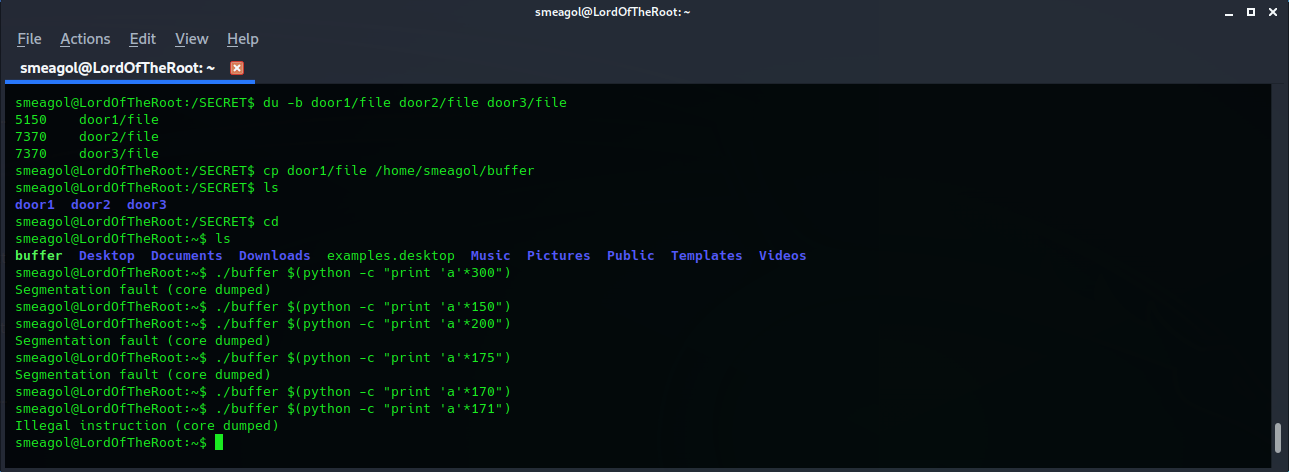 smeagol@LordOfTheRoot: ~
File Actions Edit View Help
smeagol@LordOfTheRoot: ~
smeagol@LordOfTheRoot:/SECRET$ du -b door1/file door2/file door3/file
5150    door1/file
7370    door2/file
7370    door3/file
smeagol@LordOfTheRoot:/SECRET$ cp door1/file /home/smeagol/buffer
smeagol@LordOfTheRoot:/SECRET$ ls
door1  door2  door3
smeagol@LordOfTheRoot:/SECRET$ cd
smeagol@LordOfTheRoot:~$ ls
buffer  Desktop  Documents  Downloads  examples.desktop  Music  Pictures  Public  Templates  Videos
smeagol@LordOfTheRoot:~$ ./buffer $(python -c "print 'a'*300")
Segmentation fault (core dumped)
smeagol@LordOfTheRoot:~$ ./buffer $(python -c "print 'a'*150")
smeagol@LordOfTheRoot:~$ ./buffer $(python -c "print 'a'*200")
Segmentation fault (core dumped)
smeagol@LordOfTheRoot:~$ ./buffer $(python -c "print 'a'*175")
Segmentation fault (core dumped)
smeagol@LordOfTheRoot:~$ ./buffer $(python -c "print 'a'*170")
smeagol@LordOfTheRoot:~$ ./buffer $(python -c "print 'a'*171")
Illegal instruction (core dumped)
smeagol@LordOfTheRoot:~$